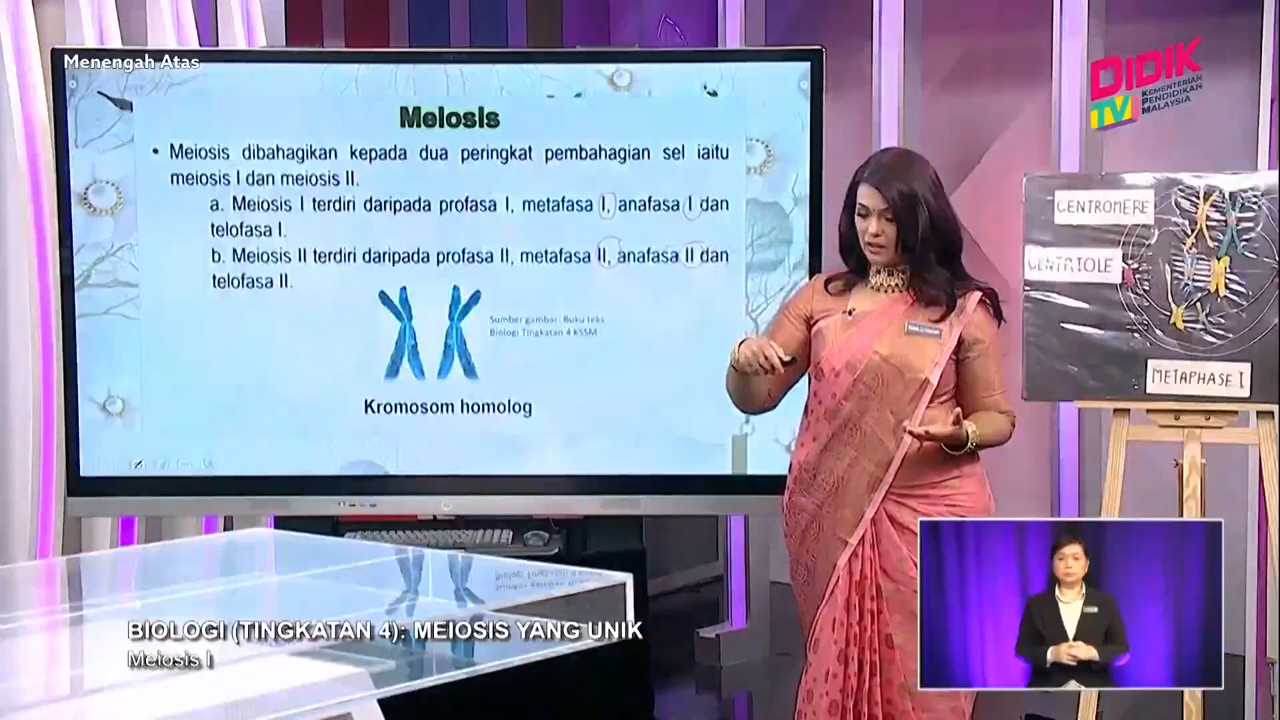 Menengah Atas
DIDIK
TV
KEMENTERIAN
PENDIDIKAN
MALAYSIA
Meiosis
• Meiosis dibahagikan kepada dua peringkat pembahagian sel iaitu
meiosis I dan meiosis II.
a. Meiosis I terdiri daripada profasa I, metafasa I, anafasa I dan
telofasa I.
b. Meiosis II terdiri daripada profasa II, metafasa II, anafasa II dan
telofasa II.
Sumber gambar: Buku teks
Biologi Tingkatan 4 KSSM
Kromosom homolog
CENTROMERE
CENTRIOLE
METAPHASE I
BIOLOGI (TINGKATAN 4): MEIOSIS YANG UNIK
Meiosis I